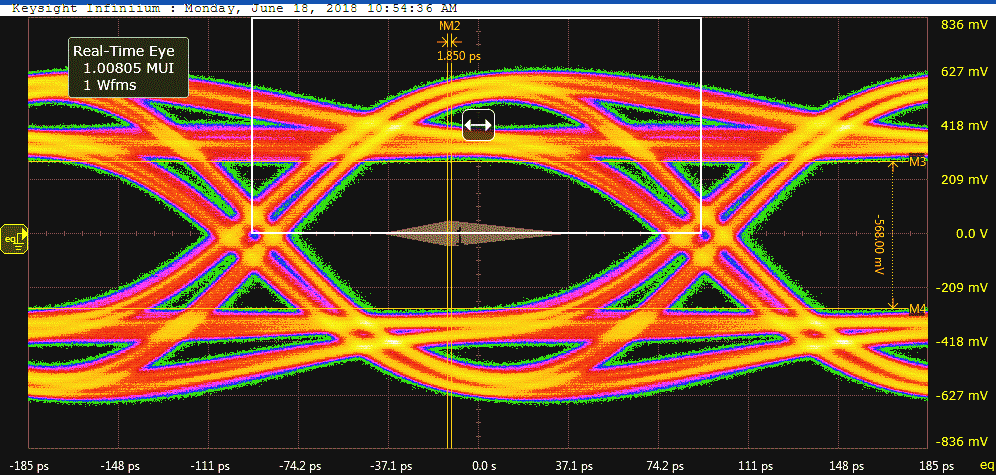 Keysight Infiniium : Monday, June 18, 2018 10:54:36 AM
M2
1.850 ps
Real-Time Eye
1.00805 MUI
1 Wfms
836 mV
627 mV
418 mV
M3
209 mV
eq
0.0 V
-568.00 mV
-209 mV
M4
-418 mV
-627 mV
-836 mV
-185 ps -148 ps -111 ps -74.2 ps -37.1 ps 0.0 s 37.1 ps 74.2 ps 111 ps 148 ps 185 ps eq